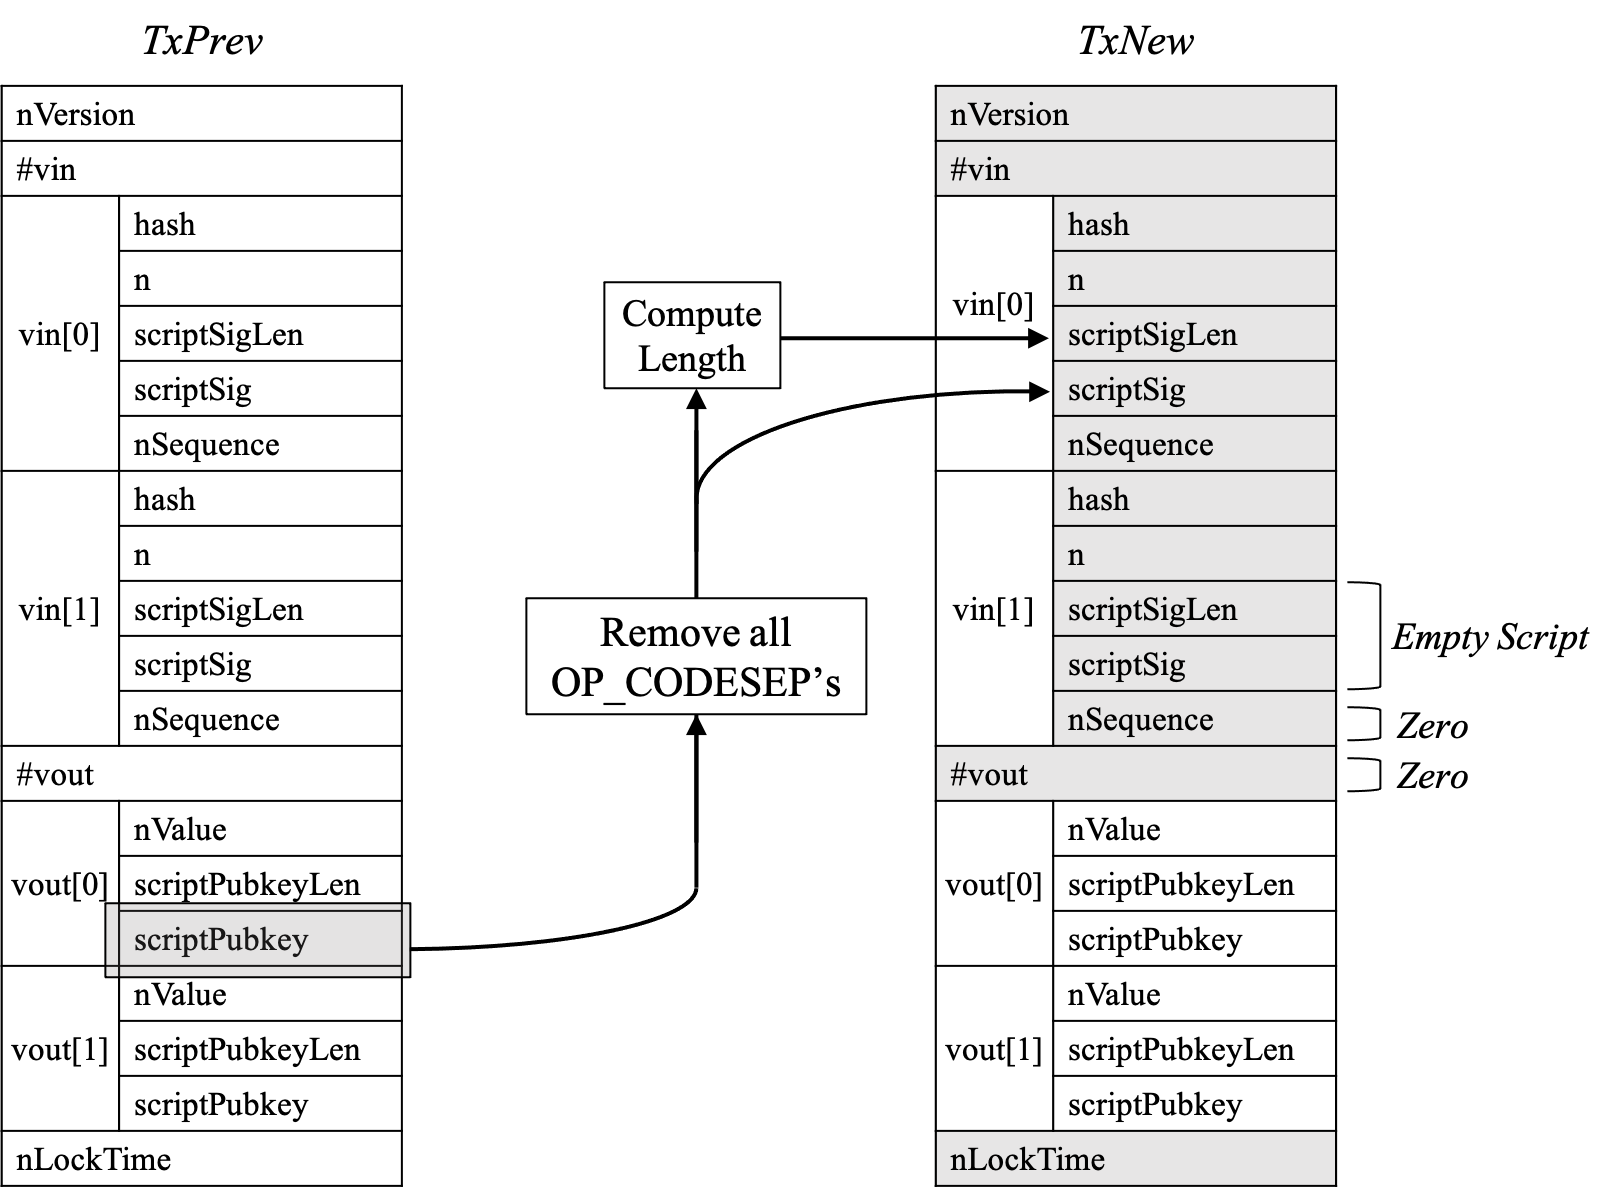 TxPrev
nVersion
#vin
vin[0]
hash
n
scriptSigLen
scriptSig
nSequence
vin[1]
hash
n
scriptSigLen
scriptSig
nSequence
#vout
vout[0]
nValue
scriptPubkeyLen
scriptPubkey
vout[1]
nValue
scriptPubkeyLen
scriptPubkey
nLockTime
Compute
Length
Remove all
OP_CODESEP’s
TxNew
nVersion
#vin
vin[0]
hash
n
scriptSigLen
scriptSig
nSequence
vin[1]
hash
n
scriptSigLen
scriptSig
Empty Script
nSequence
Zero
#vout
Zero
vout[0]
nValue
scriptPubkeyLen
scriptPubkey
vout[1]
nValue
scriptPubkeyLen
scriptPubkey
nLockTime